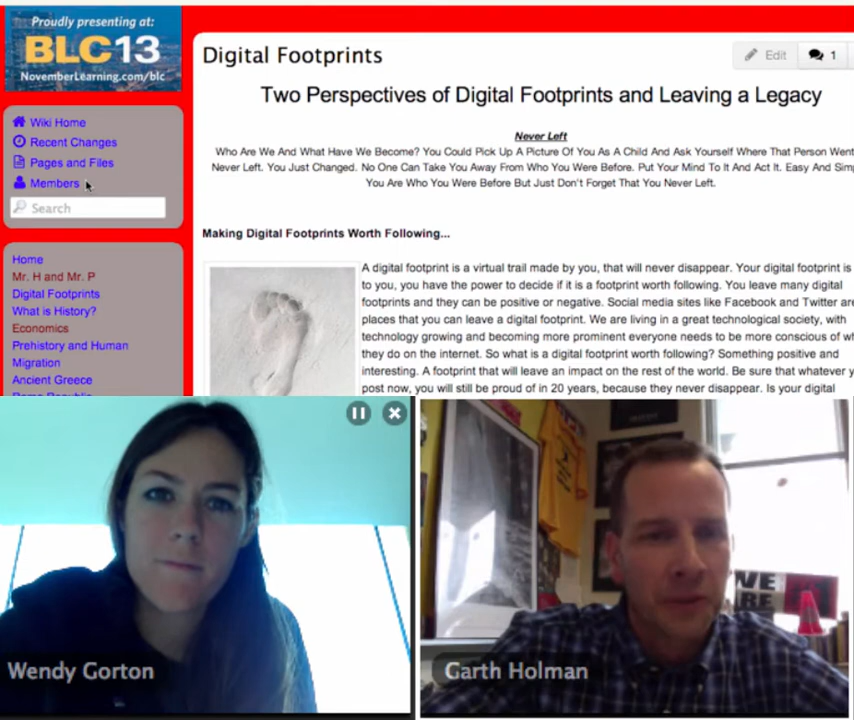 Proudly presenting at:
BLC13
NovemberLearning.com/blc
Wiki Home
Recent Changes
Pages and Files
Members
Search
Home
Mr. H and Mr. P
Digital Footprints
What is History?
Economics
Prehistory and Human
Migration
Ancient Greece
Digital Footprints
Edit
1
Two Perspectives of Digital Footprints and Leaving a Legacy
Never Left
Who Are We And What Have We Become? You Could Pick Up A Picture Of You As A Child And Ask Yourself Where That Person Went
Never Left. You Just Changed. No One Can Take You Away From Who You Were Before. Put Your Mind To It And Act It. Easy And
You Are Who You Were Before But Just Don't Forget That You Never Left.
Making Digital Footprints Worth Following...
A digital footprint is a virtual trail made by you, that will never disappear. Your digital footprint is
to you, you have the power to decide if it is a footprint worth following. You leave many digital
footprints and they can be positive or negative. Social media sites like Facebook and Twitter are
places that you can leave a digital footprint. We are living in a great technological society, with
technology growing and becoming more prominent everyone needs to be more conscious of
they do on the internet. So what is a digital footprint worth following? Something positive and
interesting. A footprint that will leave an impact on the rest of the world. Be sure that whatever
post now, you will still be proud of in 20 years, because they never disappear. Is your digital
WE
ARE
Wendy Gorton
Garth Holman